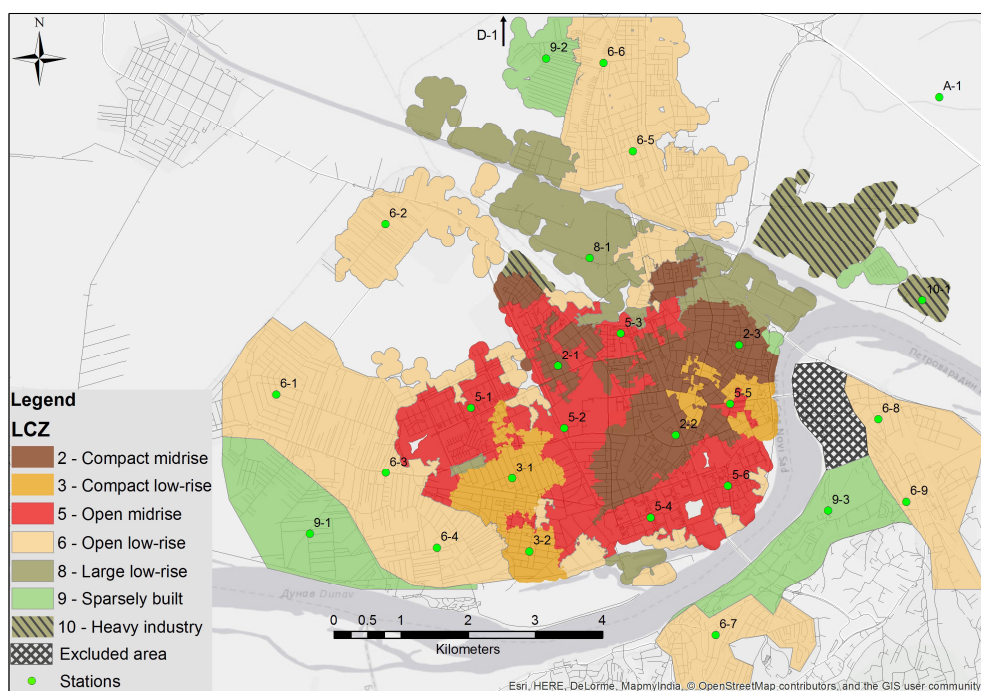 N
D-1
9-2
6-6
A-1
6-5
6-2
8-1
10-1
5-3
2-3
2-1
Петроварадин
6-1
5-1
5-5
6-8
5-2
2-2
Novi Sad
6-3
3-1
5-6
6-9
9-3
5-4
9-1
6-4
3-2
Дунав Dunav
6-7
0 0.5 1 2 3 4
Kilometers
Legend
LCZ
2 - Compact midrise
3 - Compact low-rise
5 - Open midrise
6 - Open low-rise
8 - Large low-rise
9 - Sparsely built
10 - Heavy industry
Excluded area
Stations
Esri, HERE, DeLorme, MapmyIndia, © OpenStreetMap contributors, and the GIS user community